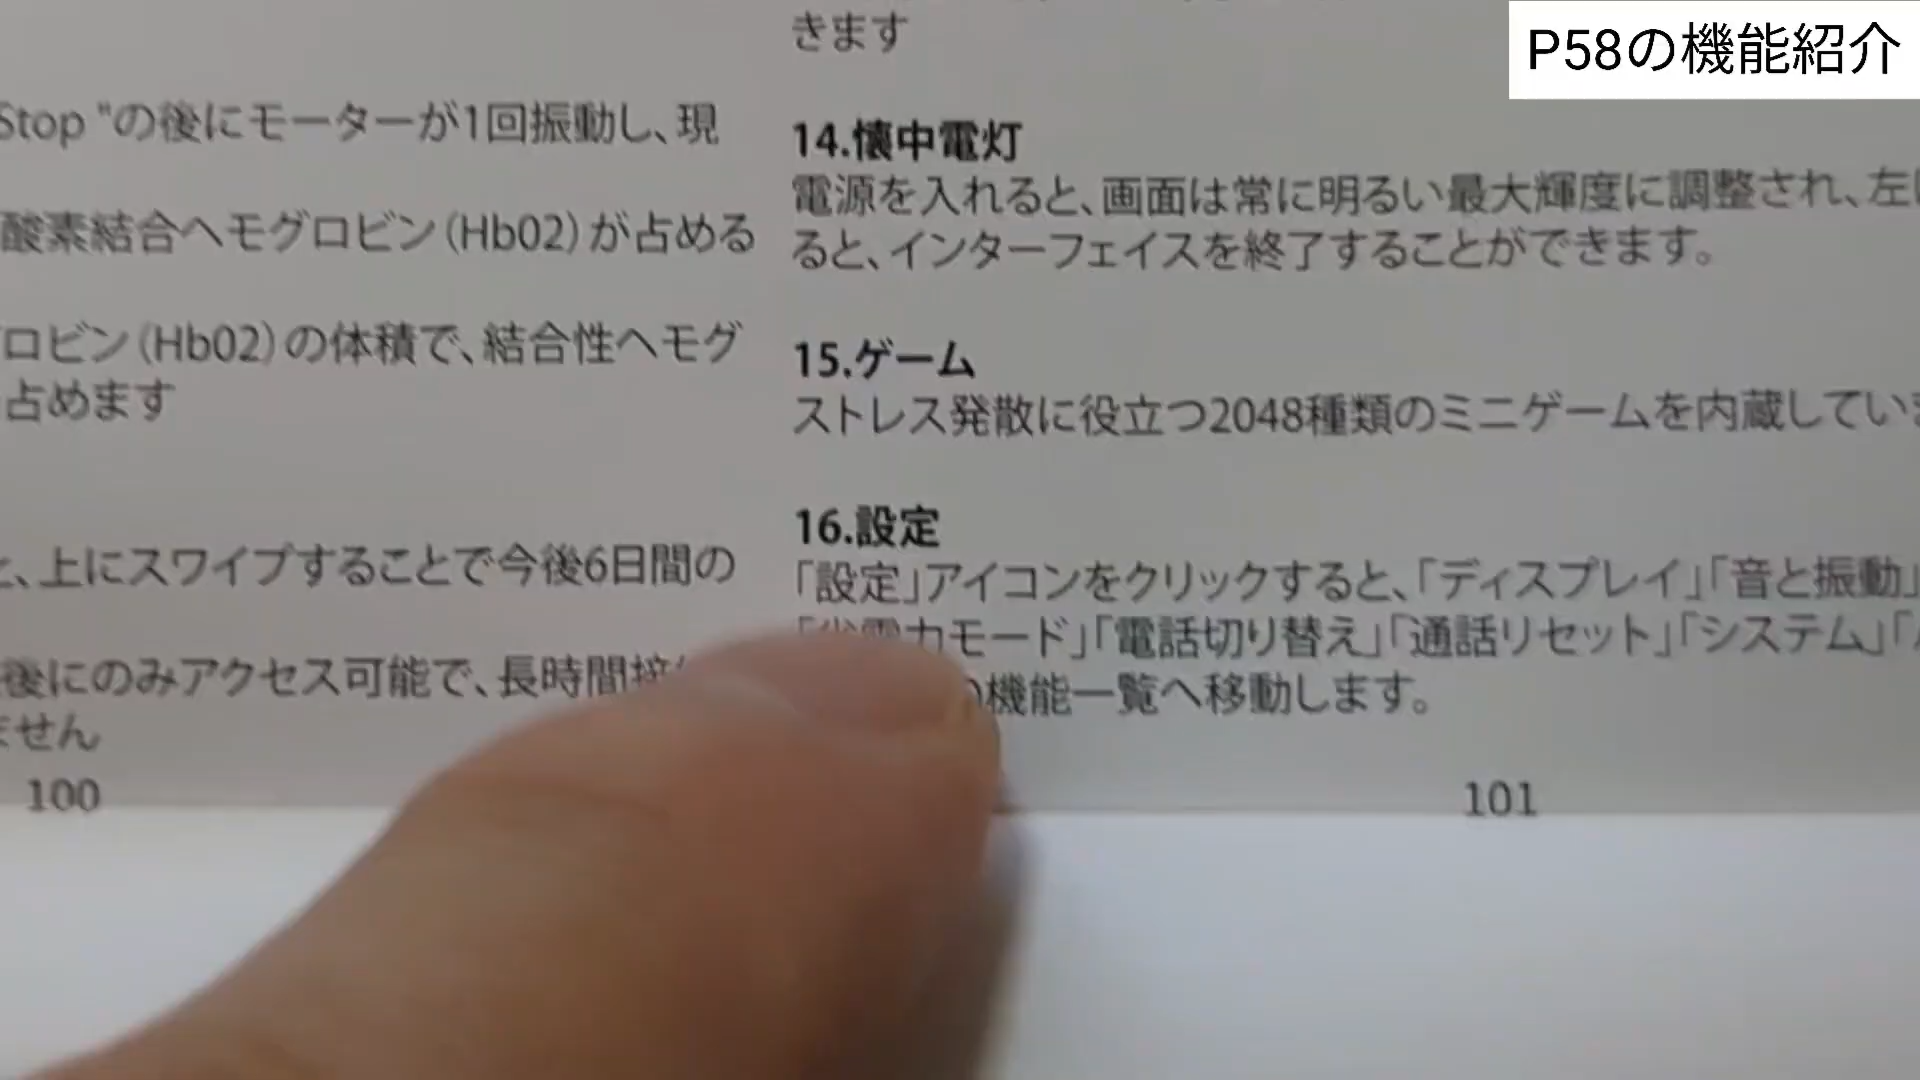 P58の機能紹介
Stop "の後にモーターが1回振動し、現
酸素結合ヘモグロビン(Hb02)が占める
ロビン(Hb02)の体積で、結合性ヘモグ
占めます
、上にスワイプすることで今後6日間の
後にのみアクセス可能で、長時間接
ません
100
きます
14.懐中電灯
電源を入れると、画面は常に明るい最大輝度に調整され、左
ると、インターフェイスを終了することができます。
15.ゲーム
ストレス発散に役立つ2048種類のミニゲームを内蔵してい
16.設定
「設定」アイコンをクリックすると、「ディスプレイ」「音と振動」
電力モード」「電話切り替え」「通話リセット」「システム」「
機能一覧へ移動します。
101